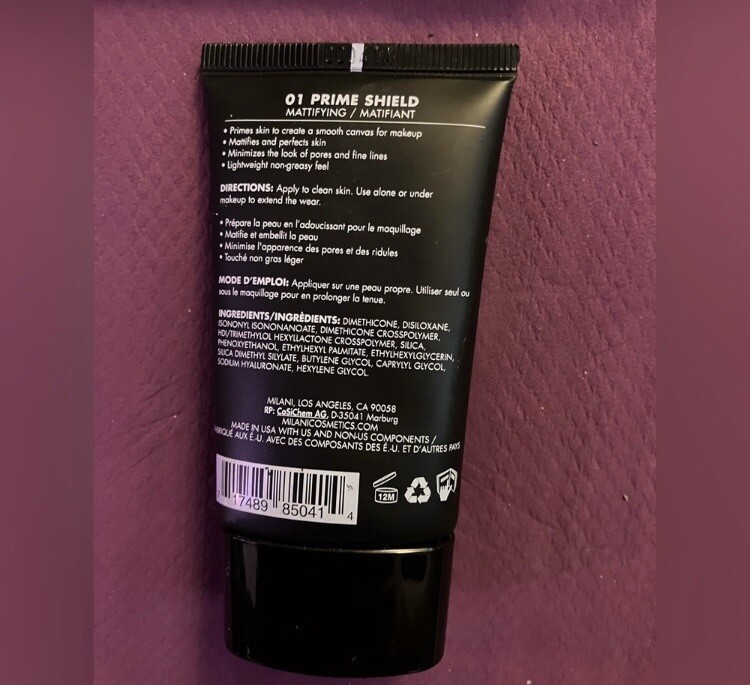 01 PRIME SHIELD
MATTIFYING / MATIFIANT
• Primes skin to create a smooth canvas for makeup
• Mattifies and perfects skin
• Minimizes the look of pores and fine lines
• Lightweight non-greasy feel
DIRECTIONS: Apply to clean skin. Use alone or under
makeup to extend the wear.
• Prépare la peau en l'adoucissant pour le maquillage
• Matifie et embellit la peau
• Minimise l'apparence des pores et des ridules
• Touché non gras léger
MODE D'EMPLOI: Appliquer sur une peau propre. Utiliser seul ou
sous le maquillage pour en prolonger la tenue.
INGREDIENTS/INGRÉDIENTS: DIMETHICONE, DISILOXANE,
ISONONYL ISONONANOATE, DIMETHICONE CROSSPOLYMER,
HDI/TRIMETHYLOL HEXYLLACTONE CROSSPOLYMER, SILICA,
PHENOXYETHANOL, ETHYLHEXYL PALMITATE, ETHYLHEXYLGLYCERIN,
SILICA DIMETHYL SILYLATE, BUTYLENE GLYCOL, CAPRYLYL GLYCOL,
SODIUM HYALURONATE, HEXYLENE GLYCOL
MILANI, LOS ANGELES, CA 90058
RP: CoSiChem AG, D-35041 Marburg
MILANICOSMETICS.COM
MADE IN USA WITH US AND NON-US COMPONENTS /
AUX É.-U. AVEC DES COMPOSANTS DES É.-U. ET D'AUTRES PAYS
17489 85041 4
12M